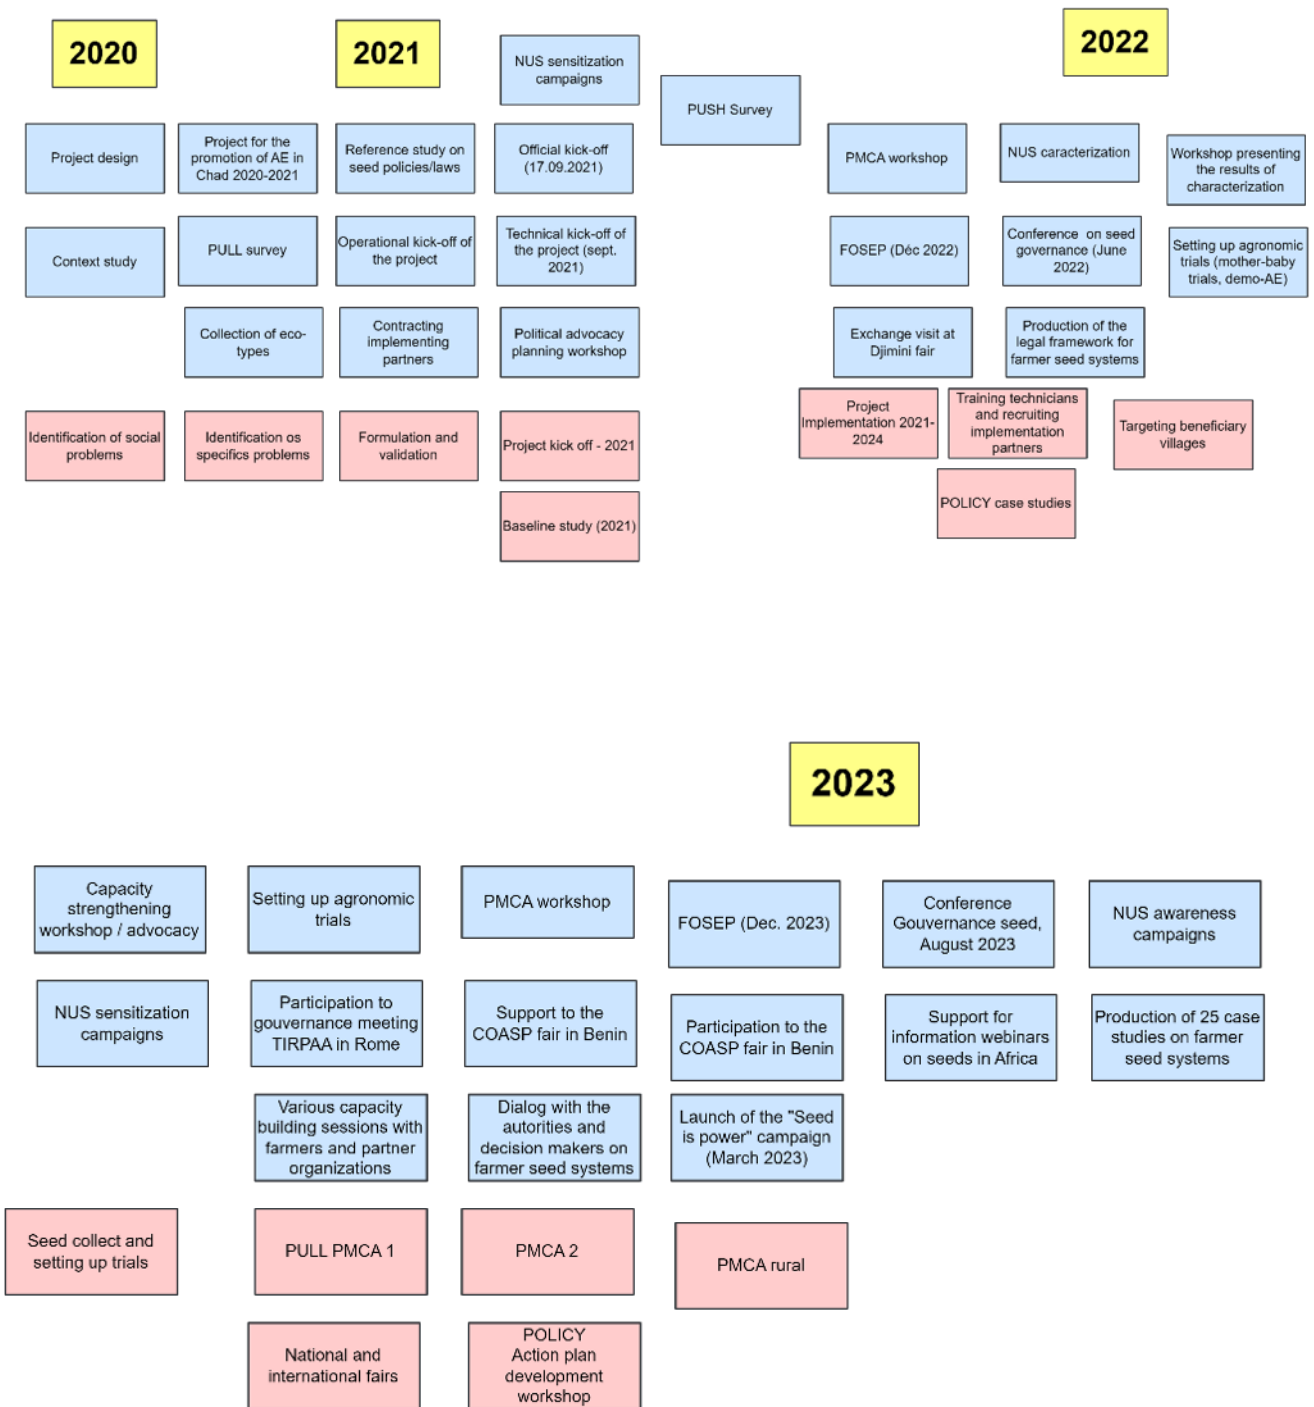 2020
2021
NUS sensitization
campaigns
2022
PUSH Survey
Project design
Project for the
promotion of AE in
Chad 2020-2021
Reference study on
seed policies/laws
Official kick-off
(17.09.2021)
PMCA workshop
NUS caracterization
Workshop presenting
the results of
characterization
Context study
PULL survey
Operational kick-off of
the project
Technical kick-off of
the project (sept.
2021)
FOSEP (Déc 2022)
Conference on seed
governance (June
2022)
Setting up agronomic
trials (mother-baby
trials, demo-AE)
Collection of eco-
types
Contracting
implementing
partners
Political advocacy
planning workshop
Exchange visit at
Djimini fair
Production of the
legal framework for
farmer seed systems
Identification of social
problems
Identification os
specifics problems
Formulation and
validation
Project kick off - 2021
Project
Implementation 2021-
2024
Training technicians
and recruiting
implementation
partners
Targeting beneficiary
villages
Baseline study (2021)
POLICY case studies
2023
Capacity
strengthening
workshop / advocacy
Setting up agronomic
trials
PMCA workshop
FOSEP (Dec. 2023)
Conference
Gouvernance seed,
August 2023
NUS awareness
campaigns
NUS sensitization
campaigns
Participation to
gouvernance meeting
TIRPAA in Rome
Support to the
COASP fair in Benin
Participation to the
COASP fair in Benin
Support for
information webinars
on seeds in Africa
Production of 25 case
studies on farmer
seed systems
Various capacity
building sessions with
farmers and partner
organizations
Dialog with the
autorities and
decision makers on
farmer seed systems
Launch of the "Seed
is power" campaign
(March 2023)
Seed collect and
setting up trials
PULL PMCA 1
PMCA 2
PMCA rural
National and
international fairs
POLICY
Action plan
development
workshop